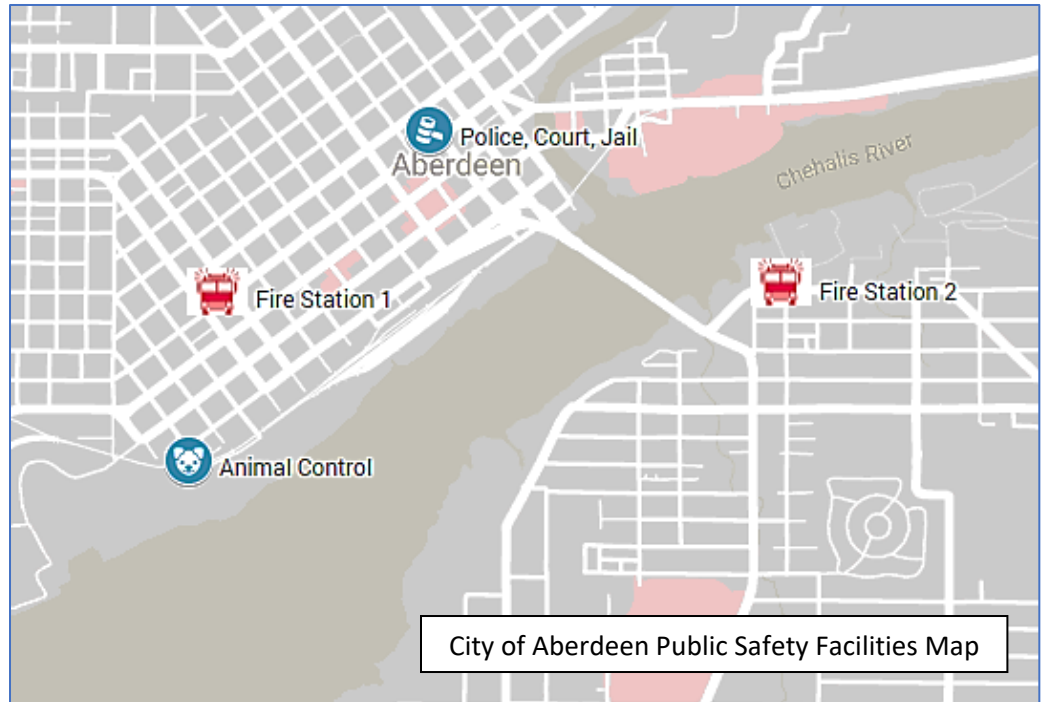 Police, Court, Jail
Aberdeen
Chehalis River
Fire Station 1
Fire Station 2
Animal Control
City of Aberdeen Public Safety Facilities Map